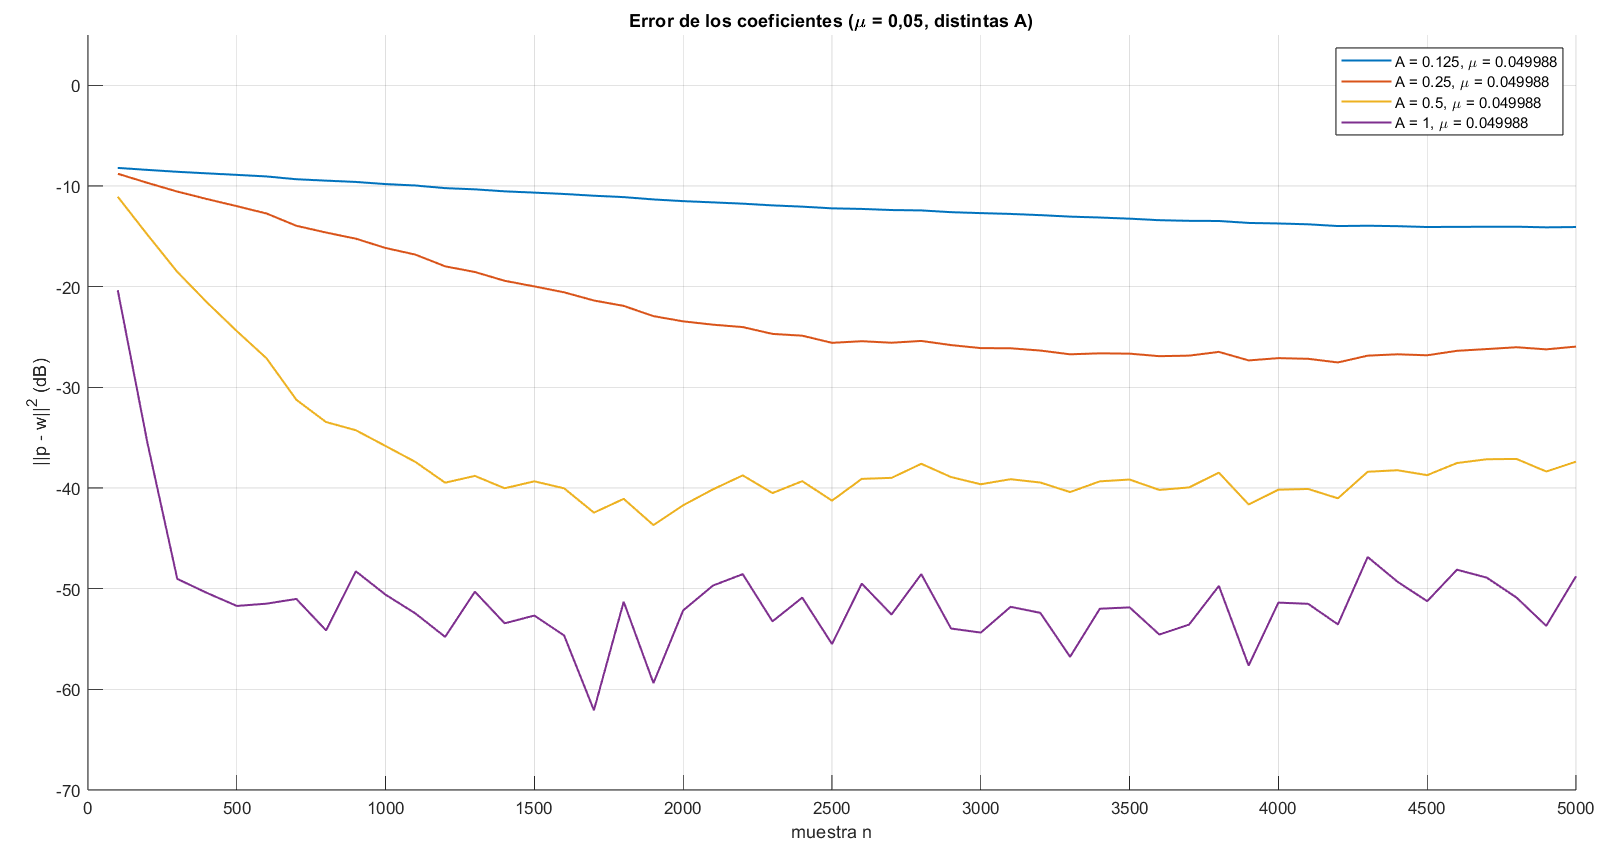 Error de los coeficientes (μ = 0,05, distintas A)
A = 0.125, μ = 0.049988
A = 0.25, μ = 0.049988
A = 0.5, μ = 0.049988
A = 1, μ = 0.049988
0
-10
-20
-30
-40
-50
-60
-70
||p - w||² (dB)
0 500 1000 1500 2000 2500 3000 3500 4000 4500 5000
muestra n